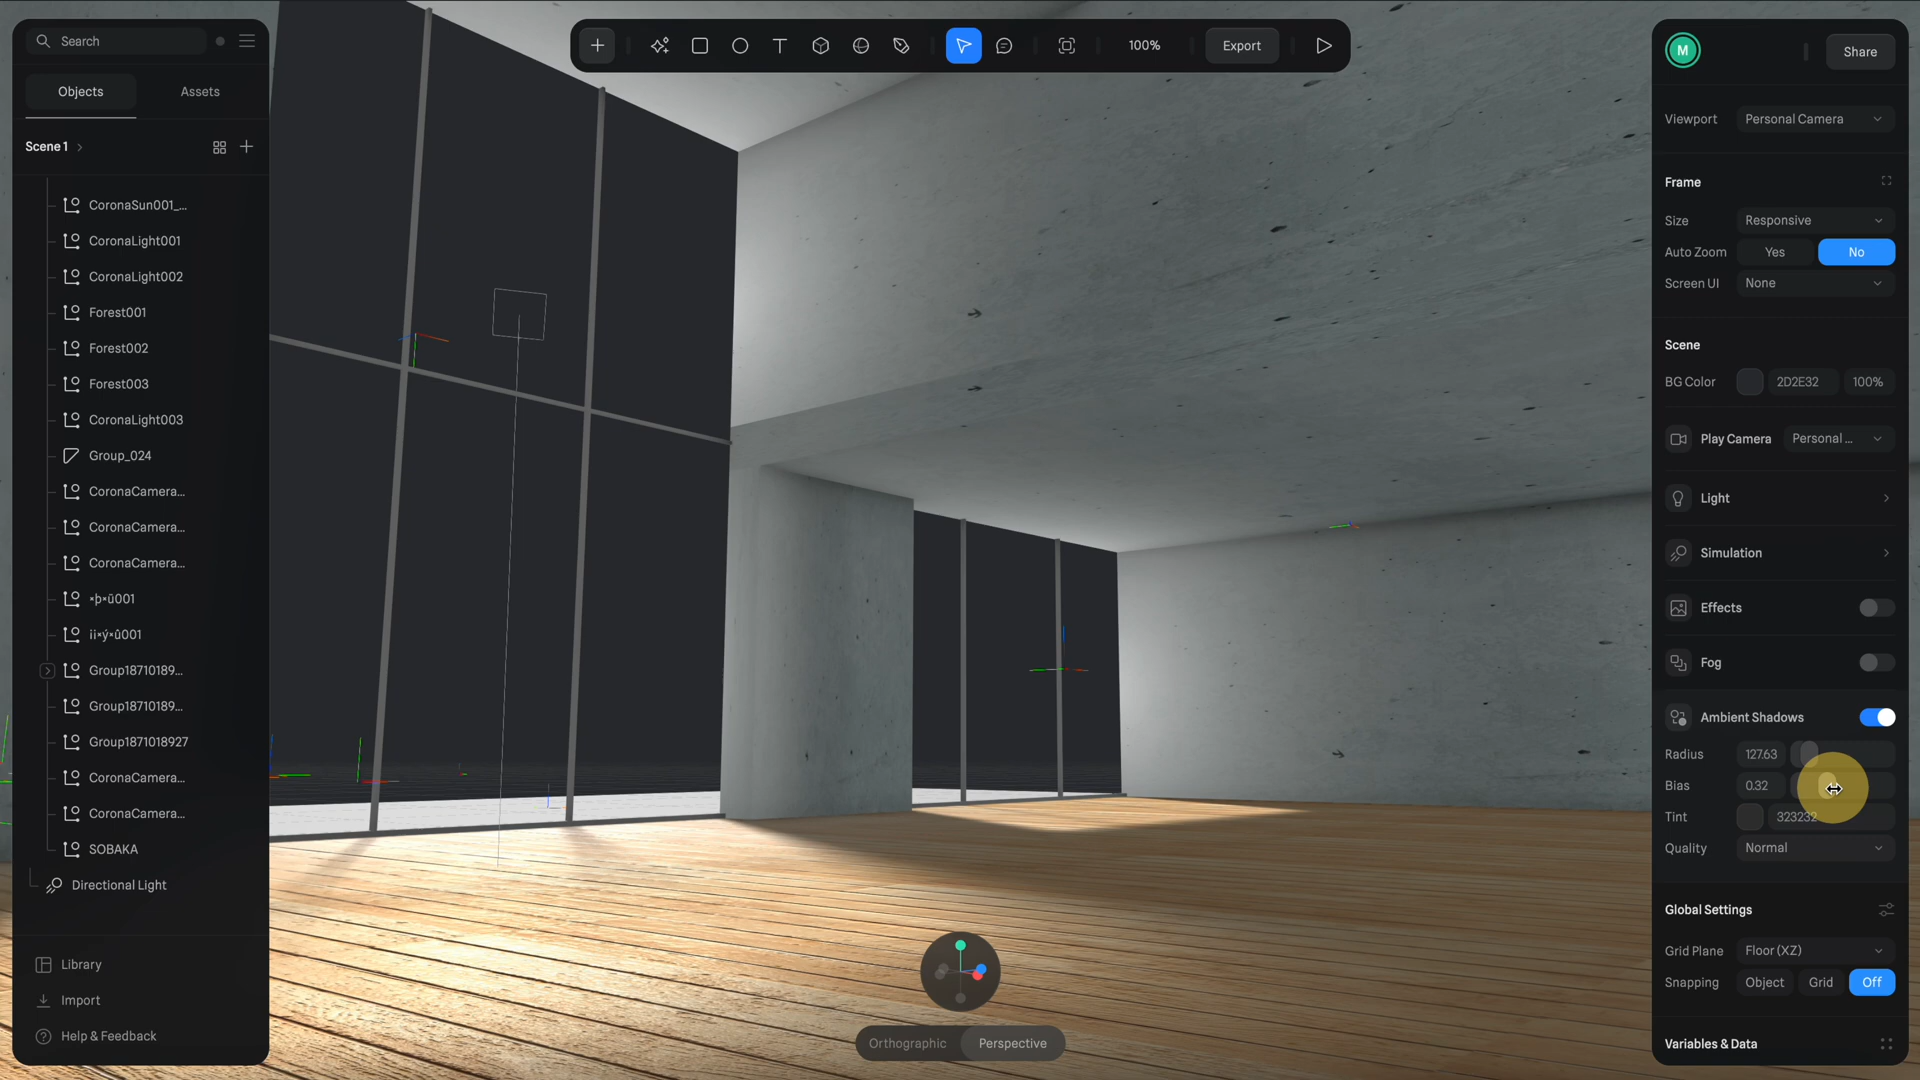 Search
Objects
Assets
Scene 1
CoronaSun001_...
CoronaLight001
CoronaLight002
Forest001
Forest002
Forest003
CoronaLight003
Group_024
CoronaCamera...
CoronaCamera...
CoronaCamera...
×þ×ü001
ïï×ý×û001
Group18710189...
Group18710189...
Group1871018927
CoronaCamera...
CoronaCamera...
SOBAKA
Directional Light
Library
Import
Help & Feedback
T
100%
Export
Orthographic
Perspective
M
Share
Viewport
Personal Camera
Frame
Size
Responsive
Auto Zoom
Yes
No
Screen UI
None
Scene
BG Color
2D2E32
100%
Play Camera
Personal ...
Light
Simulation
Effects
Fog
Ambient Shadows
Radius
127.63
Bias
0.32
Tint
323232
Quality
Normal
Global Settings
Grid Plane
Floor (XZ)
Snapping
Object
Grid
Off
Variables & Data